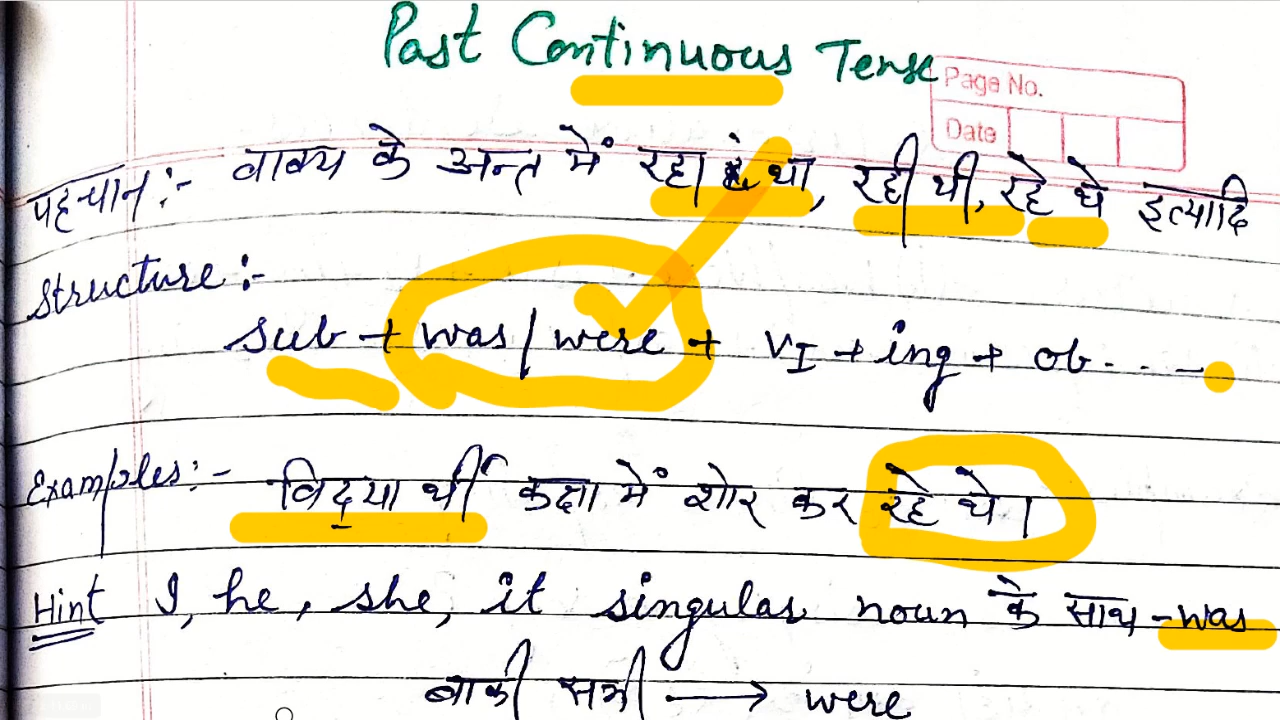 Past Continuous Tense
Page No.
Date
पहचान :- वाक्य के अन्त में रहा था, रही थी, रहे थे इत्यादि
Structure :-
Sub + was / were + VI + ing + ob....
Examples :- विद्यार्थी कक्षा में शोर कर रहे थे।
Hint I, he, she, it singular noun के साथ - was
बाकी सभी → were